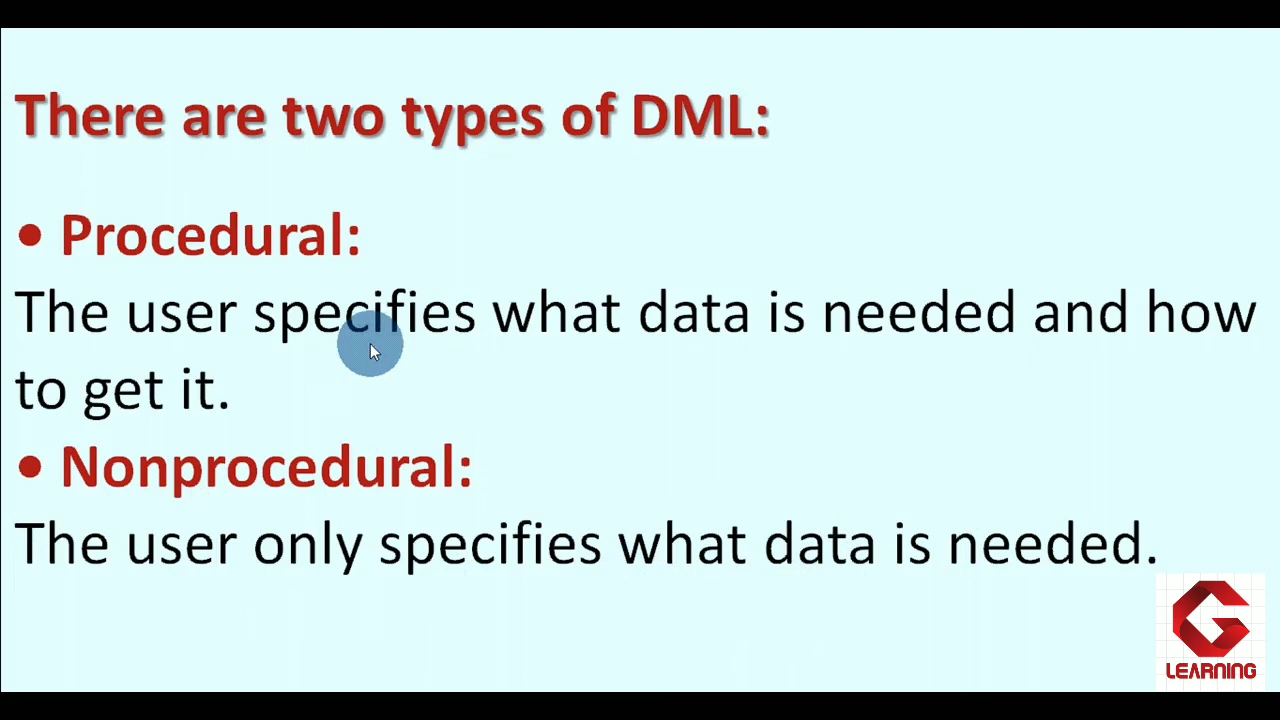 There are two types of DML:
• Procedural:
The user specifies what data is needed and how
to get it.
• Nonprocedural:
The user only specifies what data is needed.
LEARNING